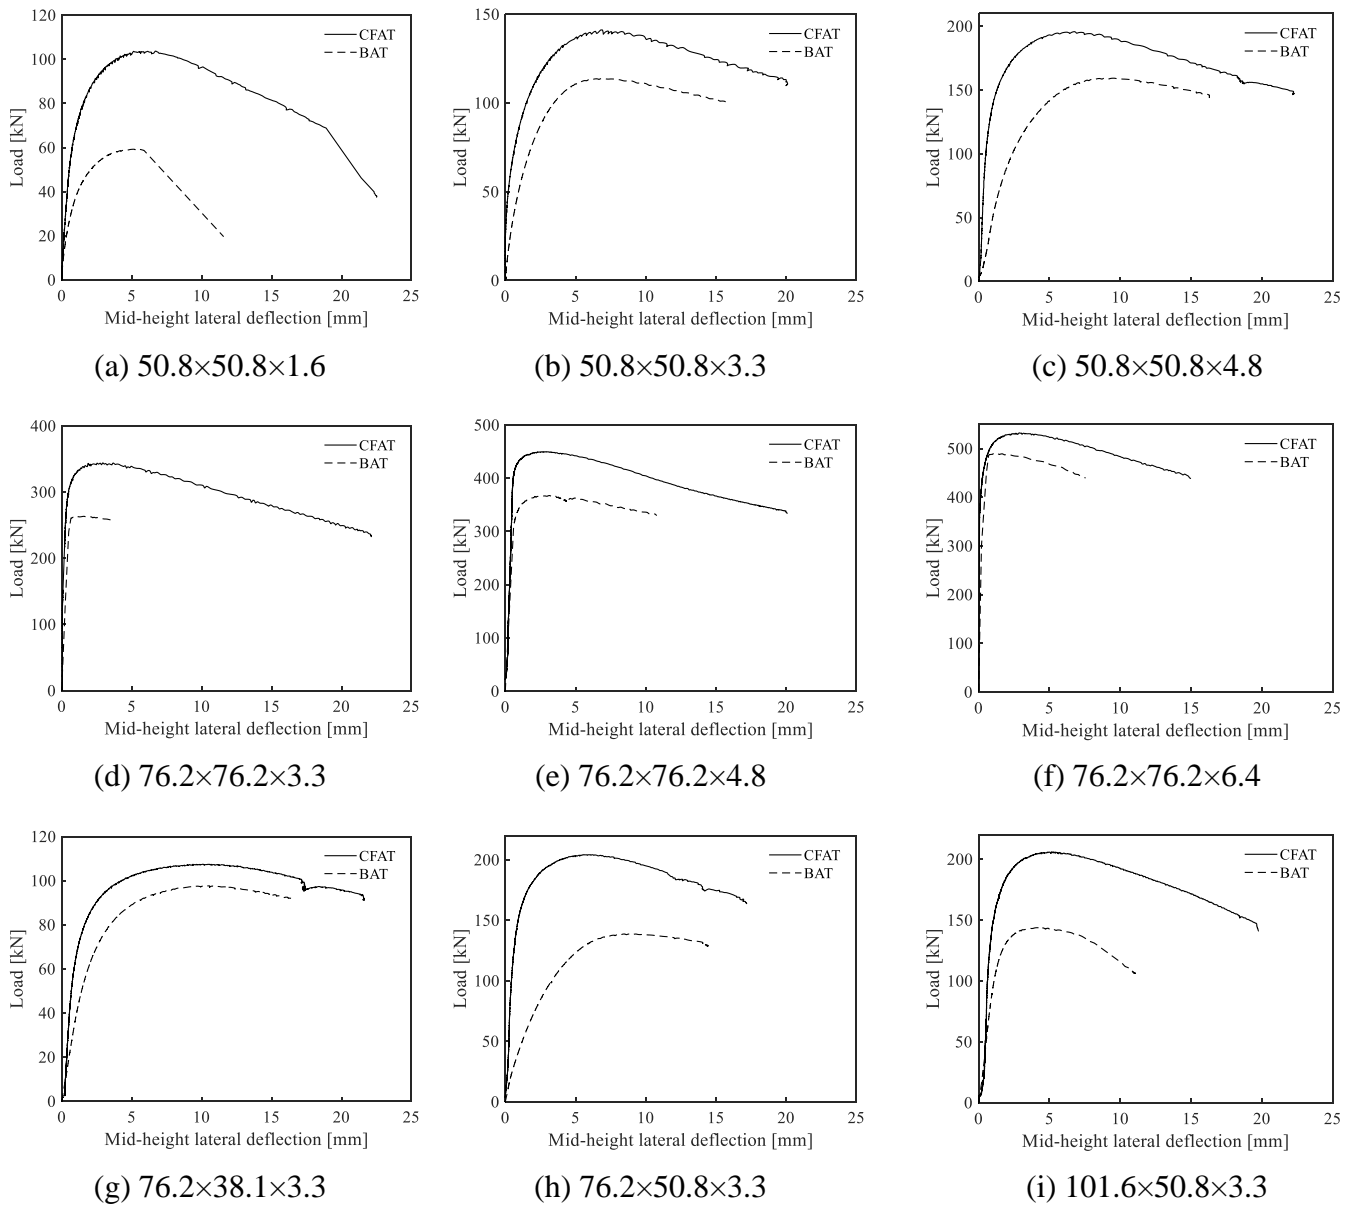 120
100
80
60
40
20
0
Load [kN]
CFAT
BAT
0 5 10 15 20 25
Mid-height lateral deflection [mm]
(a) 50.8×50.8×1.6
150
100
50
0
Load [kN]
CFAT
BAT
0 5 10 15 20 25
Mid-height lateral deflection [mm]
(b) 50.8×50.8×3.3
200
150
100
50
0
Load [kN]
CFAT
BAT
0 5 10 15 20 25
Mid-height lateral deflection [mm]
(c) 50.8×50.8×4.8
400
300
200
100
0
Load [kN]
CFAT
BAT
0 5 10 15 20 25
Mid-height lateral deflection [mm]
(d) 76.2×76.2×3.3
500
400
300
200
100
0
Load [kN]
CFAT
BAT
0 5 10 15 20 25
Mid-height lateral deflection [mm]
(e) 76.2×76.2×4.8
500
400
300
200
100
0
Load [kN]
CFAT
BAT
0 5 10 15 20 25
Mid-height lateral deflection [mm]
(f) 76.2×76.2×6.4
120
100
80
60
40
20
0
Load [kN]
CFAT
BAT
0 5 10 15 20 25
Mid-height lateral deflection [mm]
(g) 76.2×38.1×3.3
200
150
100
50
0
Load [kN]
CFAT
BAT
0 5 10 15 20 25
Mid-height lateral deflection [mm]
(h) 76.2×50.8×3.3
200
150
100
50
0
Load [kN]
CFAT
BAT
0 5 10 15 20 25
Mid-height lateral deflection [mm]
(i) 101.6×50.8×3.3